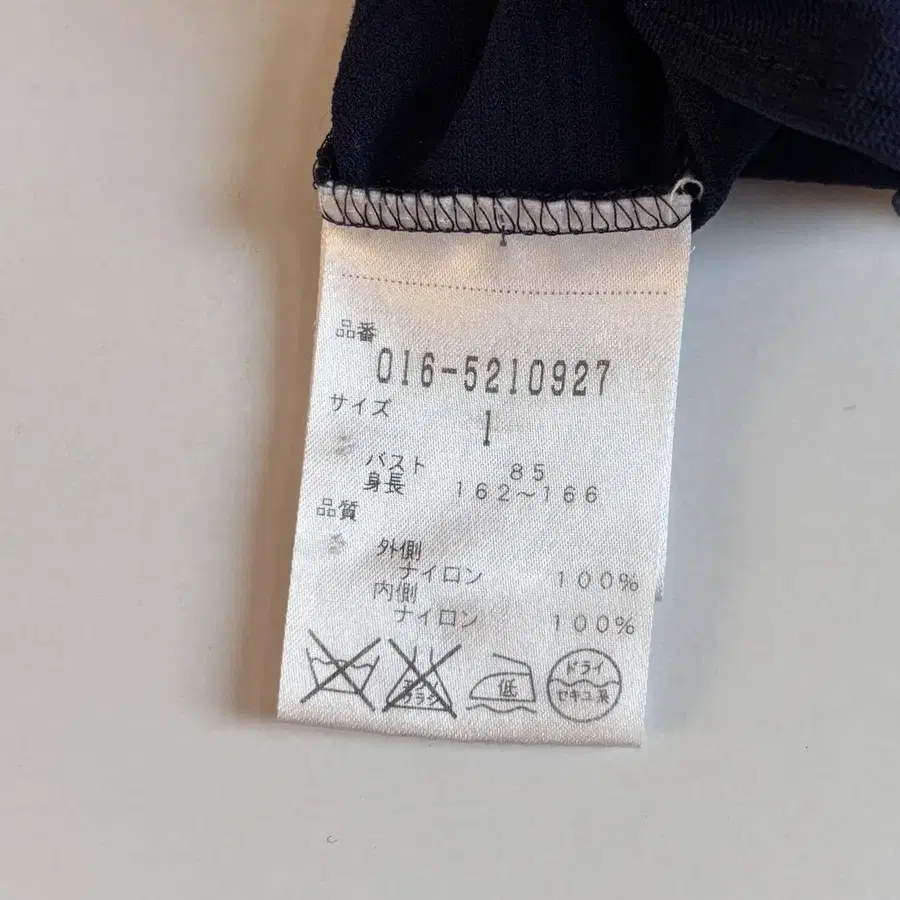 品番
016-5210927
サイズ
1
バスト 85
身長 162～166
品質
外側
ナイロン 100%
内側
ナイロン 100%
低
ドライ
セキユ系